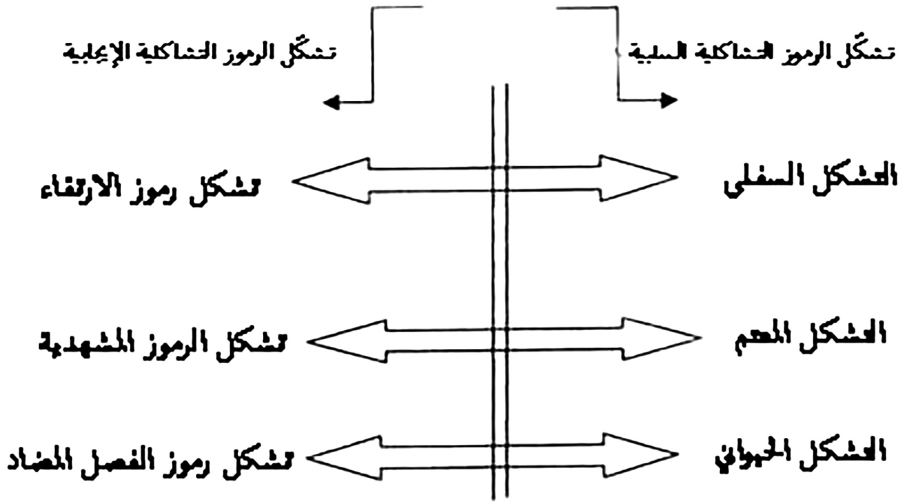 تشكّل الرموز التشاكلية السلبية
تشكّل الرموز التشاكلية الإيجابية
التشكل السفلي
تشكل رموز الارتقاء
التشكل المعتم
تشكل الرموز المشهدية
التشكل الحيواني
تشكل رموز الفصل المضاد